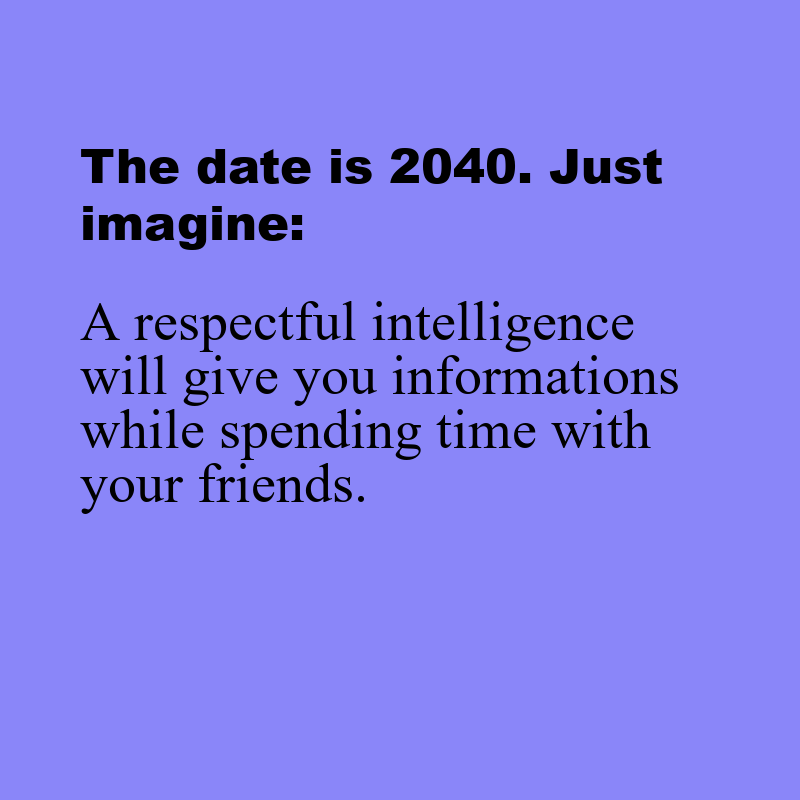 The date is 2040. Just
imagine:
A respectful intelligence
will give you informations
while spending time with
your friends.